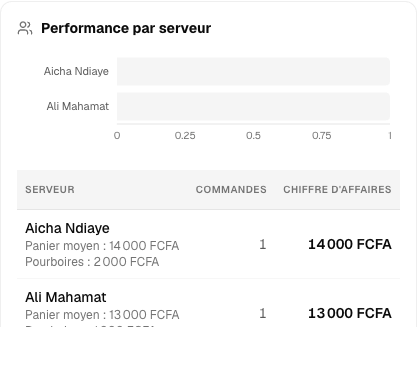 Performance par serveur
Aicha Ndiaye
Ali Mahamat
0 0.25 0.5 0.75 1
SERVEUR COMMANDES CHIFFRE D'AFFAIRES
Aicha Ndiaye
Panier moyen : 14 000 FCFA
Pourboires : 2 000 FCFA
1 14 000 FCFA
Ali Mahamat
Panier moyen : 13 000 FCFA
1 13 000 FCFA